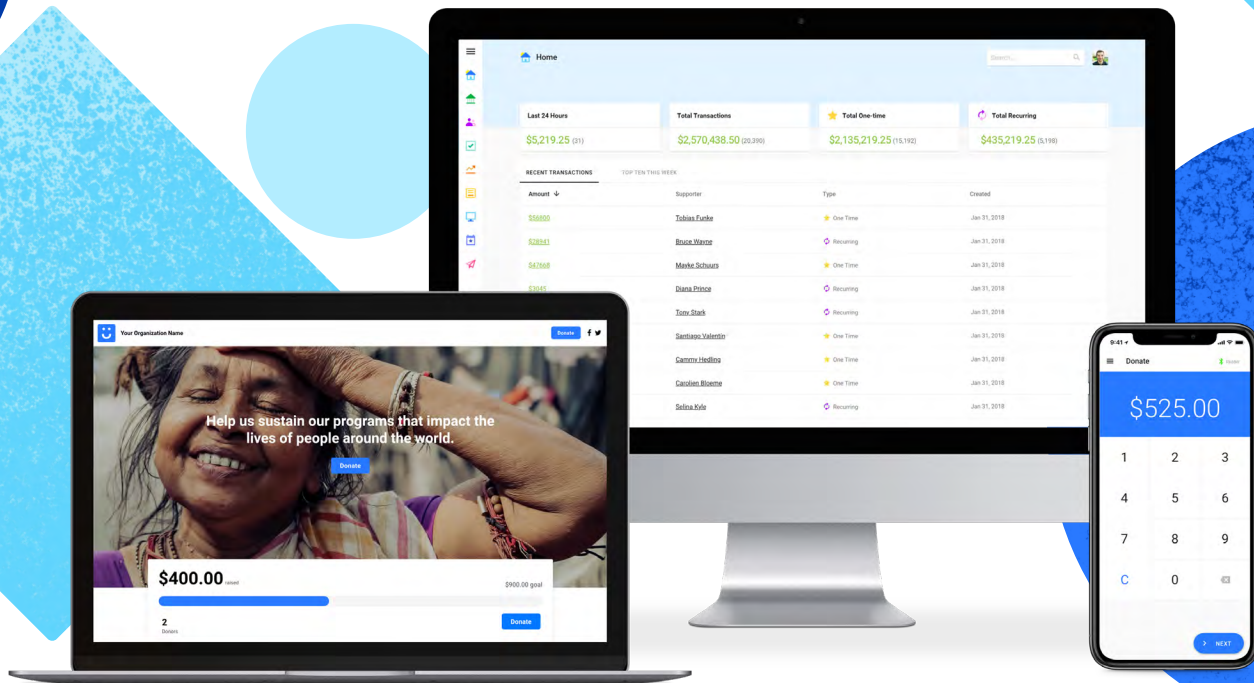 Home
Search...
Last 24 Hours
Total Transactions
Total One-time
Total Recurring
$5,219.25 (31)
$2,570,438.50 (20,390)
$2,135,219.25 (15,192)
$435,219.25 (5,198)
RECENT TRANSACTIONS
TOP TEN THIS WEEK
Amount
Supporter
Type
Created
$56800
Tobias Funke
One Time
Jan 31, 2018
$28941
Bruce Wayne
Recurring
Jan 31, 2018
$47668
Mayke Schuurs
One Time
Jan 31, 2018
$3045
Diana Prince
Recurring
Jan 31, 2018
Tony Stark
Recurring
Jan 31, 2018
Santiago Valentin
One Time
Jan 31, 2018
Cammy Hedling
One Time
Jan 31, 2018
Carolien Bloeme
One Time
Jan 31, 2018
Selina Kyle
Recurring
Jan 31, 2018
Your Organization Name
Donate
Help us sustain our programs that impact the
lives of people around the world.
Donate
$400.00 raised
$900.00 goal
2
Donors
Donate
9:41
Donate
$525.00
1 2 3
4 5 6
7 8 9
C 0
NEXT